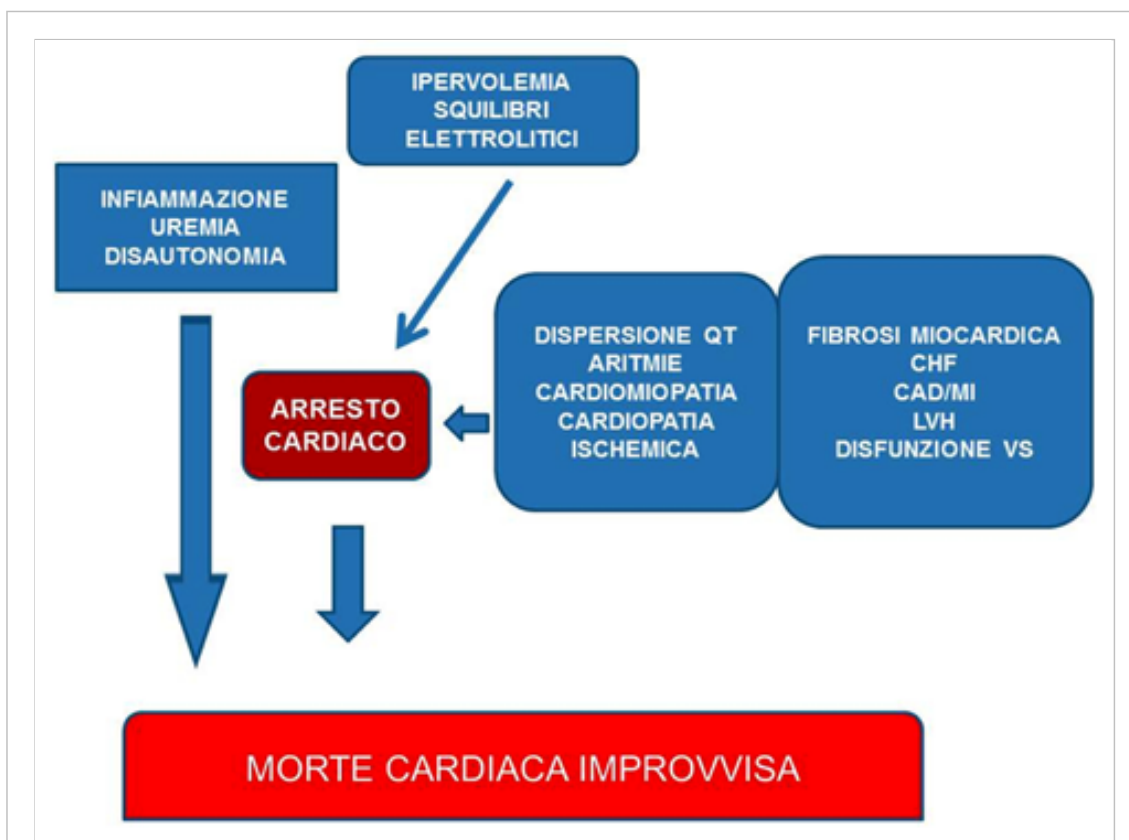 IPERVOLEMIA
SQUILIBRI
ELETTROLITICI
INFIAMMAZIONE
UREMIA
DISAUTONOMIA
DISPERSIONE QT
ARITMIE
CARDIOMIOPATIA
CARDIOPATIA
ISCHEMICA
FIBROSI MIOCARDICA
CHF
CAD/MI
LVH
DISFUNZIONE VS
ARRESTO
CARDIACO
MORTE CARDIACA IMPROVVISA